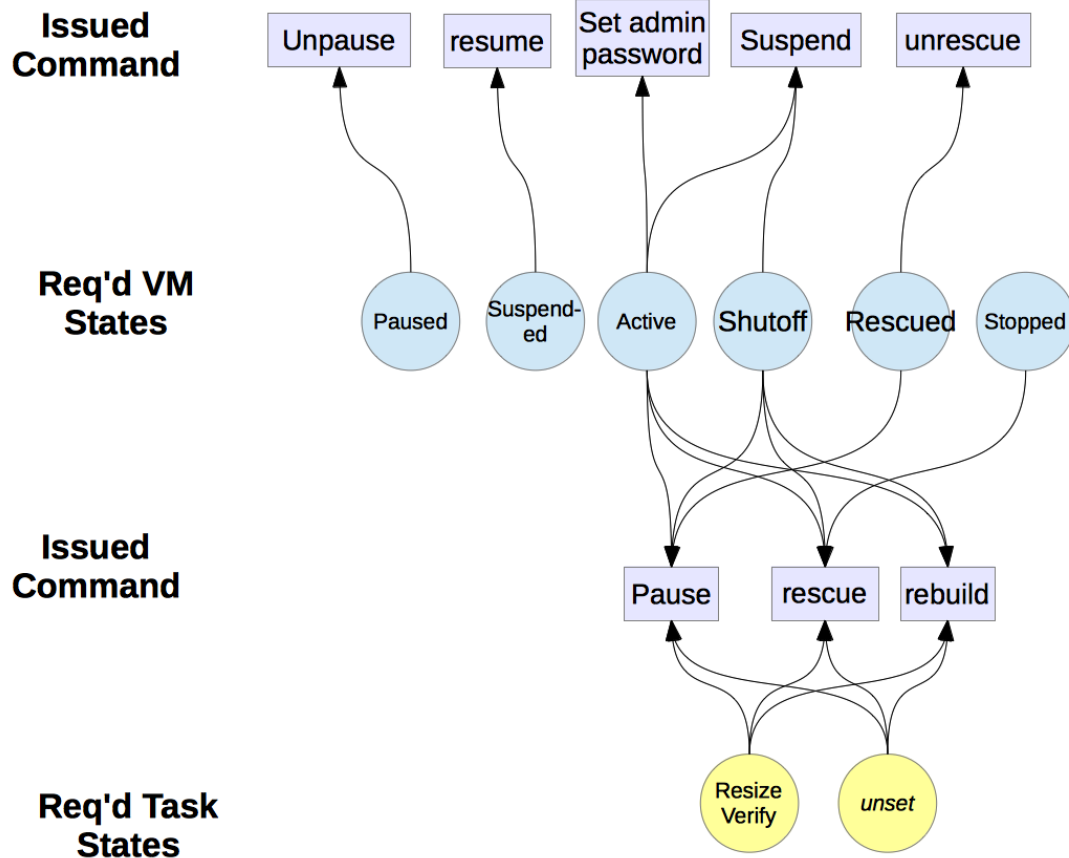 Issued
Command
Unpause
resume
Set admin
password
Suspend
unrescue
Req'd VM
States
Paused
Suspend-
ed
Active
Shutoff
Rescued
Stopped
Issued
Command
Pause
rescue
rebuild
Req'd Task
States
Resize
Verify
unset